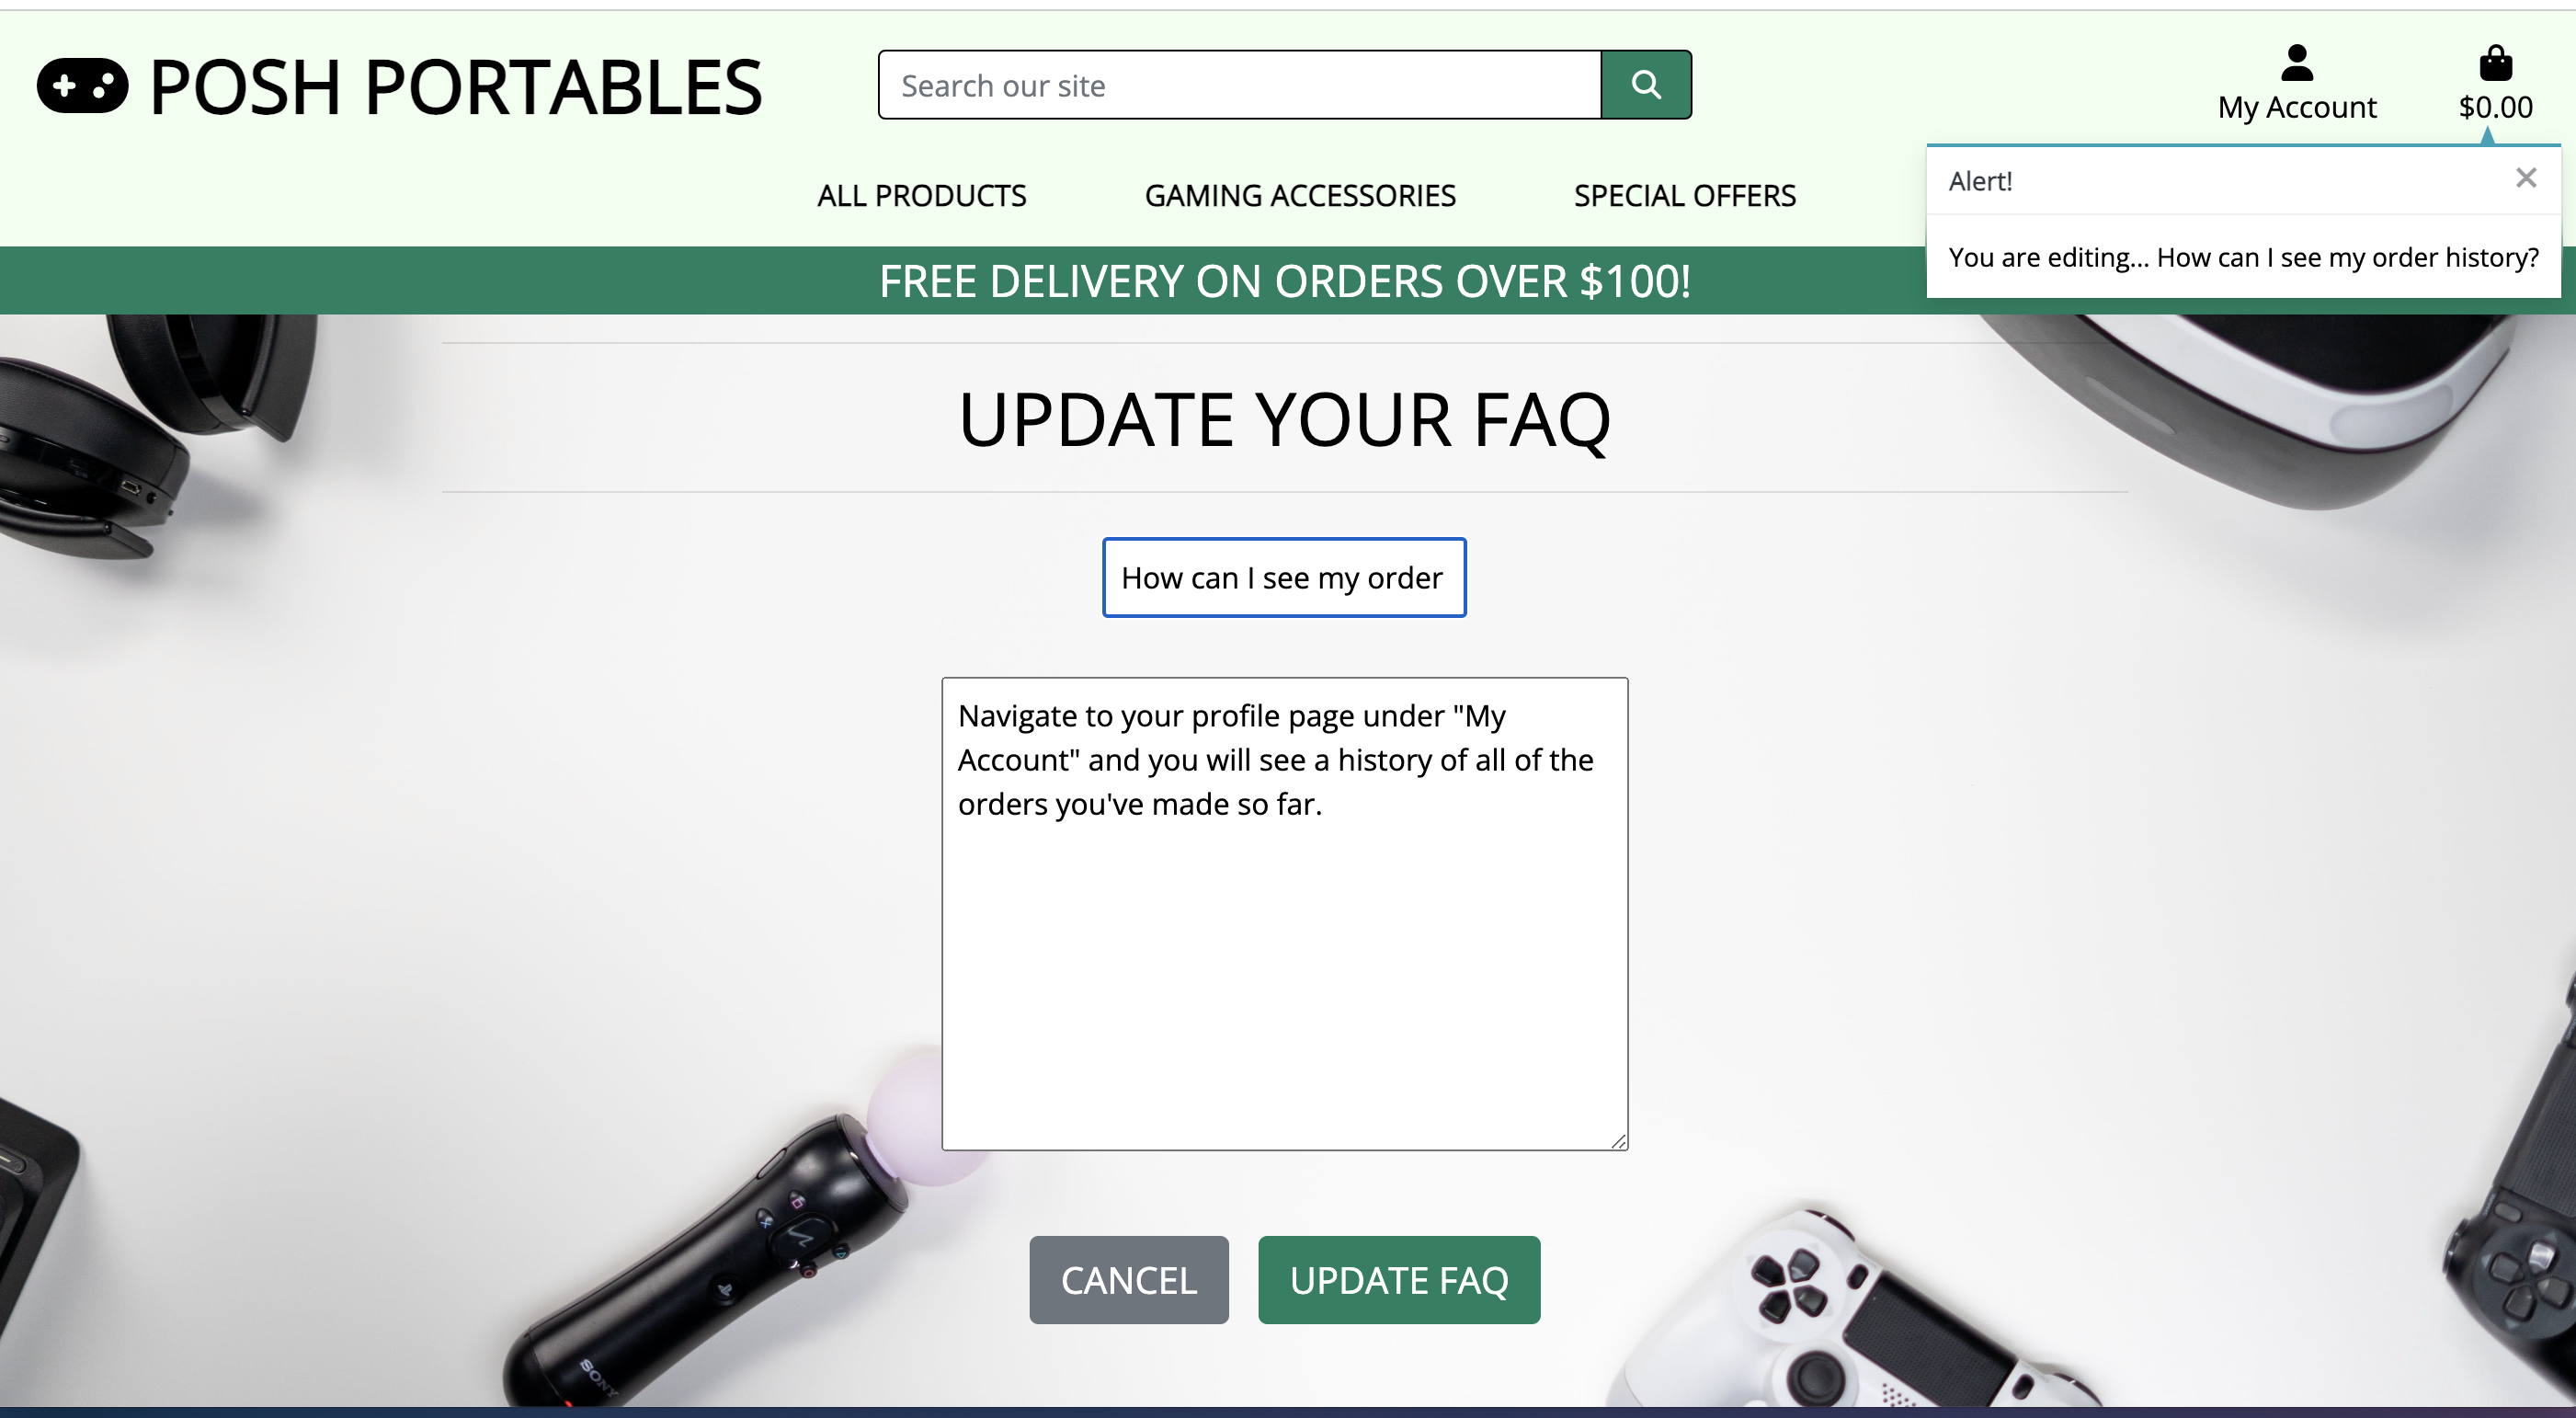 POSH PORTABLES
Search our site
My Account
$0.00
ALL PRODUCTS
GAMING ACCESSORIES
SPECIAL OFFERS
Alert!
You are editing... How can I see my order history?
FREE DELIVERY ON ORDERS OVER $100!
UPDATE YOUR FAQ
How can I see my order
Navigate to your profile page under "My
Account" and you will see a history of all of the
orders you've made so far.
CANCEL
UPDATE FAQ
SONY